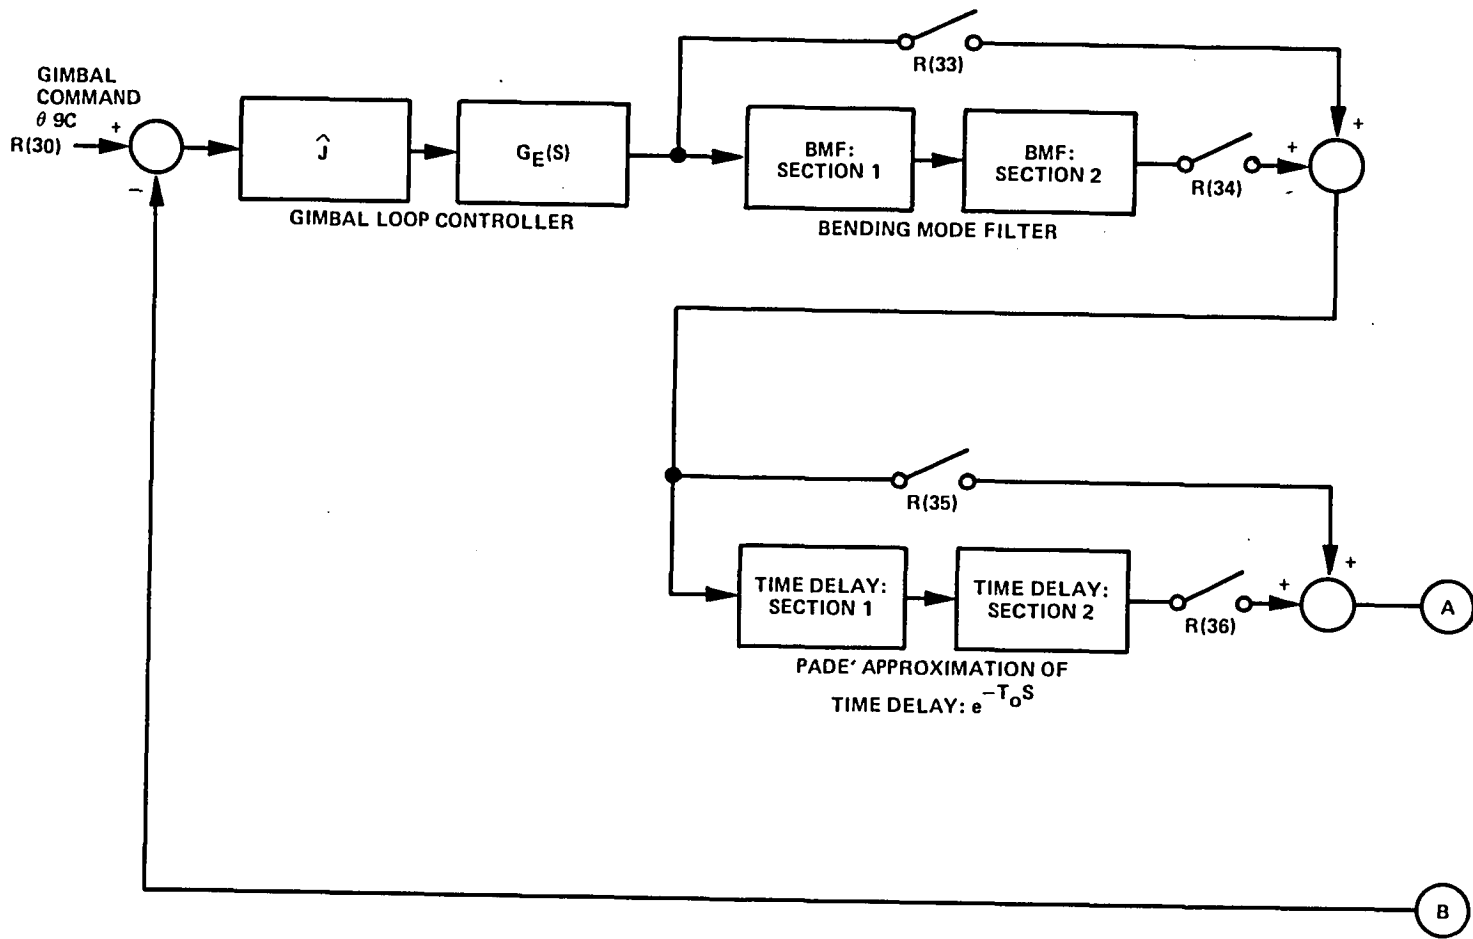 GIMBAL
COMMAND
θ 9C
R(30)
+
−
Ĵ
G_E(S)
GIMBAL LOOP CONTROLLER
R(33)
BMF:
SECTION 1
BMF:
SECTION 2
R(34)
+
+
-
BENDING MODE FILTER
R(35)
TIME DELAY:
SECTION 1
TIME DELAY:
SECTION 2
R(36)
+
+
A
PADE′ APPROXIMATION OF
TIME DELAY: e^{−T_oS}
B